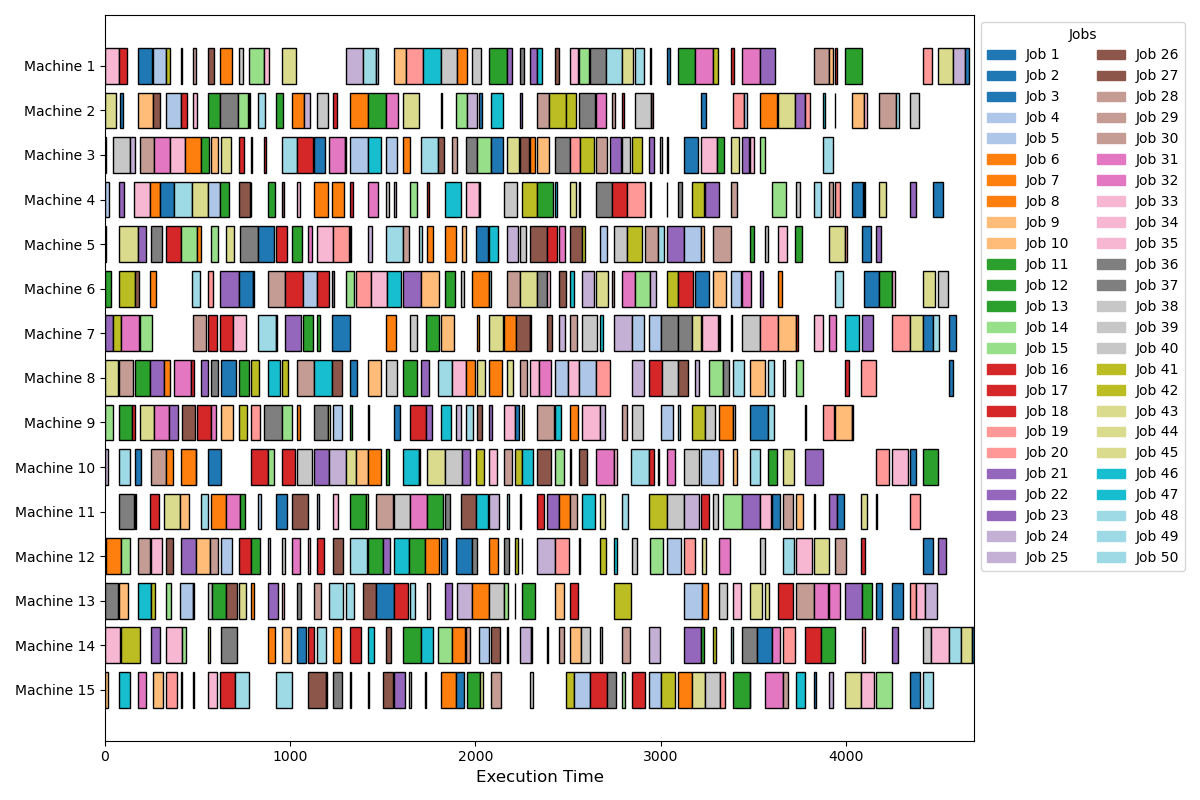 Machine 1
Machine 2
Machine 3
Machine 4
Machine 5
Machine 6
Machine 7
Machine 8
Machine 9
Machine 10
Machine 11
Machine 12
Machine 13
Machine 14
Machine 15
0 1000 2000 3000 4000
Execution Time
Jobs
Job 1
Job 2
Job 3
Job 4
Job 5
Job 6
Job 7
Job 8
Job 9
Job 10
Job 11
Job 12
Job 13
Job 14
Job 15
Job 16
Job 17
Job 18
Job 19
Job 20
Job 21
Job 22
Job 23
Job 24
Job 25
Job 26
Job 27
Job 28
Job 29
Job 30
Job 31
Job 32
Job 33
Job 34
Job 35
Job 36
Job 37
Job 38
Job 39
Job 40
Job 41
Job 42
Job 43
Job 44
Job 45
Job 46
Job 47
Job 48
Job 49
Job 50